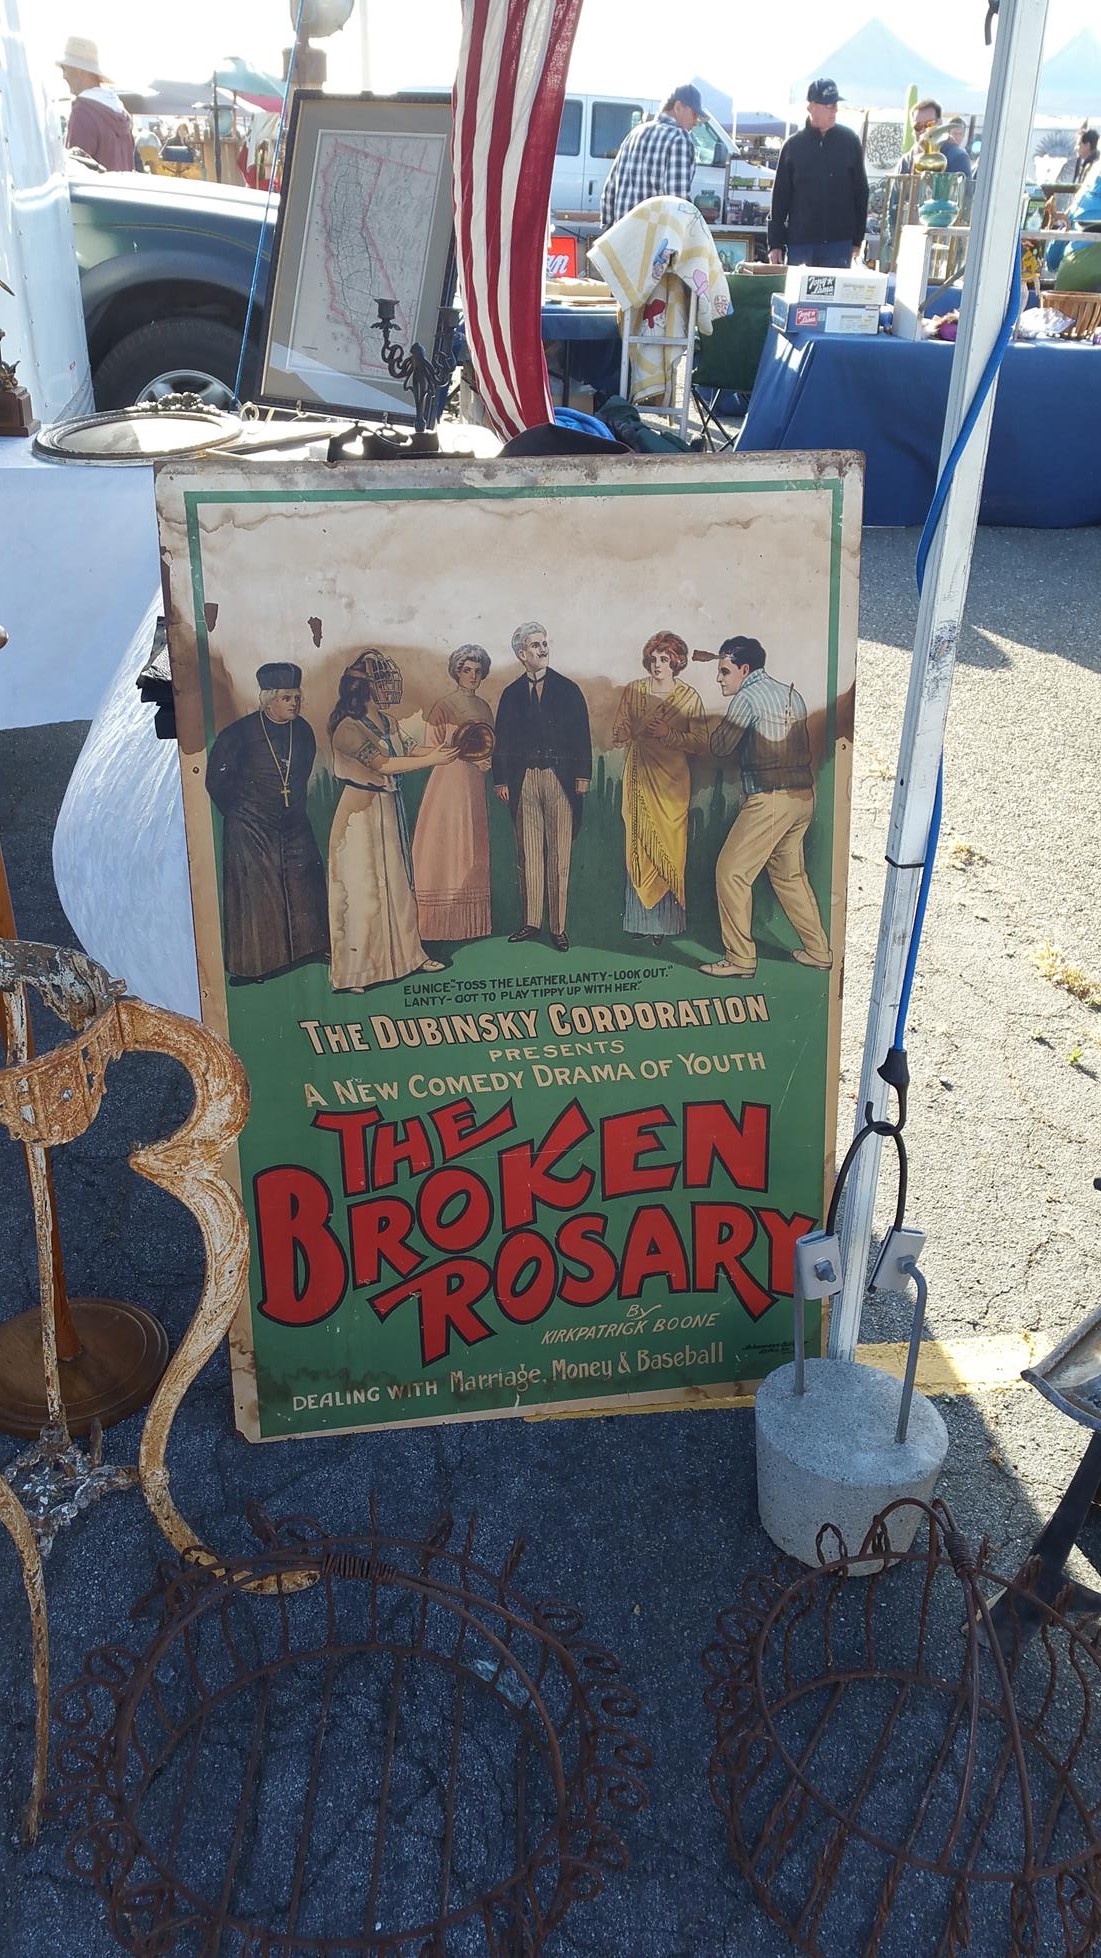 EUNICE-"TOSS THE LEATHER, LANTY-LOOK OUT."
LANTY-GOT TO PLAY TIPPY UP WITH HER."
THE DUBINSKY CORPORATION
PRESENTS
A NEW COMEDY DRAMA OF YOUTH
THE
BROKEN
ROSARY
BY
KIRKPATRICK BOONE
DEALING WITH Marriage, Money & Baseball